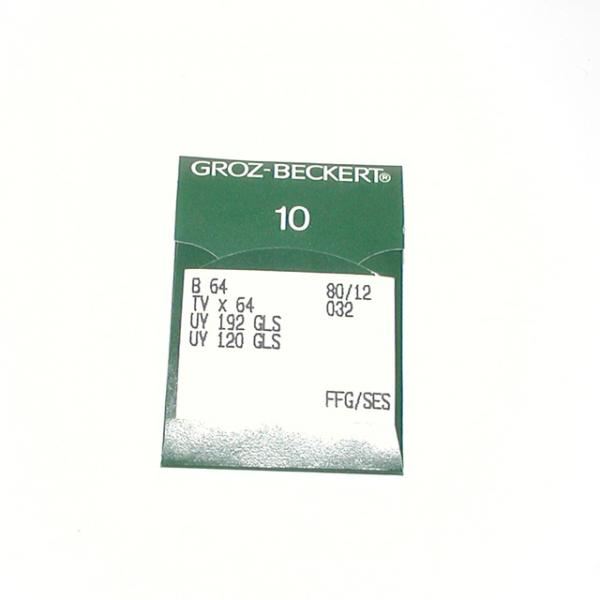 GROZ-BECKERT®
10
B 64 80/12
TV x 64 032
UY 192 GLS
UY 120 GLS
FFG/SES